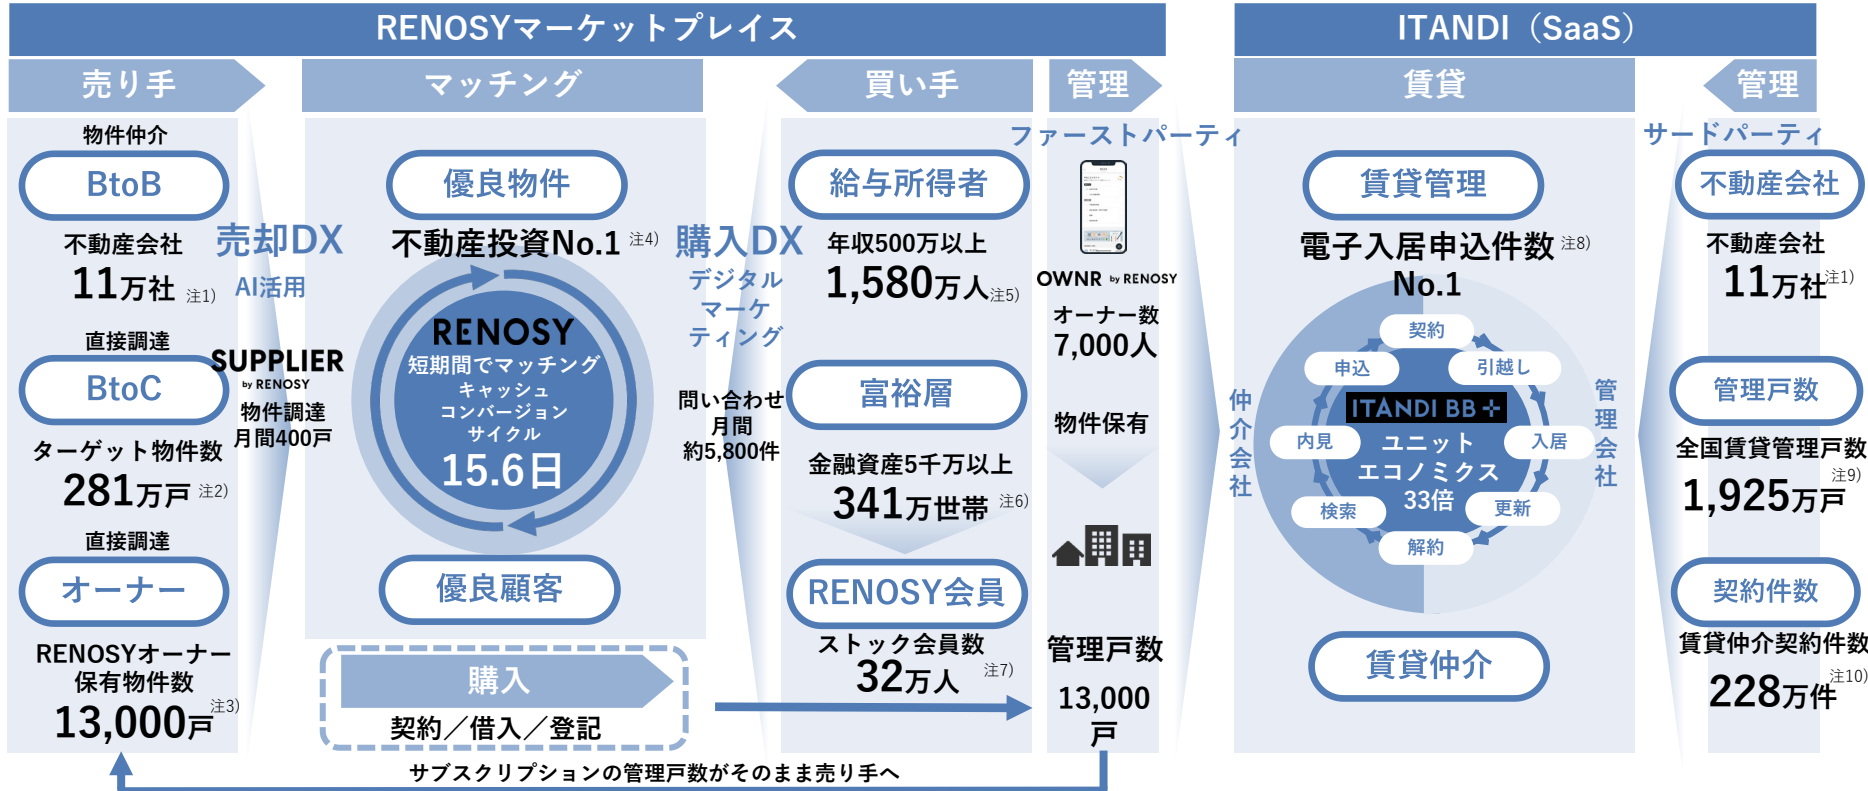 RENOSYマーケットプレイス
売り手
物件仲介
BtoB
不動産会社
11万社 注1)
直接調達
BtoC
ターゲット物件数
281万戸 注2)
直接調達
オーナー
RENOSYオーナー
保有物件数
13,000戸 注3)
売却DX
AI活用
SUPPLIER
by RENOSY
物件調達
月間400戸
マッチング
優良物件
不動産投資No.1 注4)
RENOSY
短期間でマッチング
キャッシュ
コンバージョン
サイクル
15.6日
優良顧客
購入
契約／借入／登記
購入DX
デジタル
マーケ
ティング
問い合わせ
月間
約5,800件
買い手
給与所得者
年収500万以上
1,580万人 注5)
富裕層
金融資産5千万以上
341万世帯 注6)
RENOSY会員
ストック会員数
32万人 注7)
管理
ファーストパーティ
OWNR by RENOSY
オーナー数
7,000人
物件保有
管理戸数
13,000
戸
サブスクリプションの管理戸数がそのまま売り手へ
ITANDI（SaaS）
賃貸
賃貸管理
電子入居申込件数 注8)
No.1
仲介会社
管理会社
契約
引越し
入居
更新
解約
検索
内見
申込
ITANDI BB +
ユニット
エコノミクス
33倍
賃貸仲介
管理
サードパーティ
不動産会社
不動産会社
11万社 注1)
管理戸数
全国賃貸管理戸数
注9)
1,925万戸
契約件数
賃貸仲介契約件数
注10)
228万件